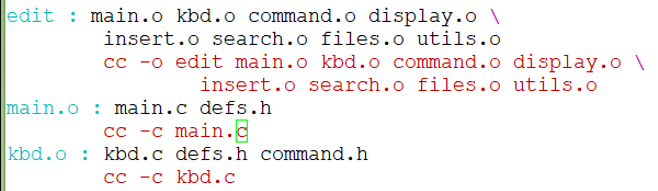 edit : main.o kbd.o command.o display.o \
insert.o search.o files.o utils.o
cc -o edit main.o kbd.o command.o display.o \
insert.o search.o files.o utils.o
main.o : main.c defs.h
cc -c main.c
kbd.o : kbd.c defs.h command.h
cc -c kbd.c